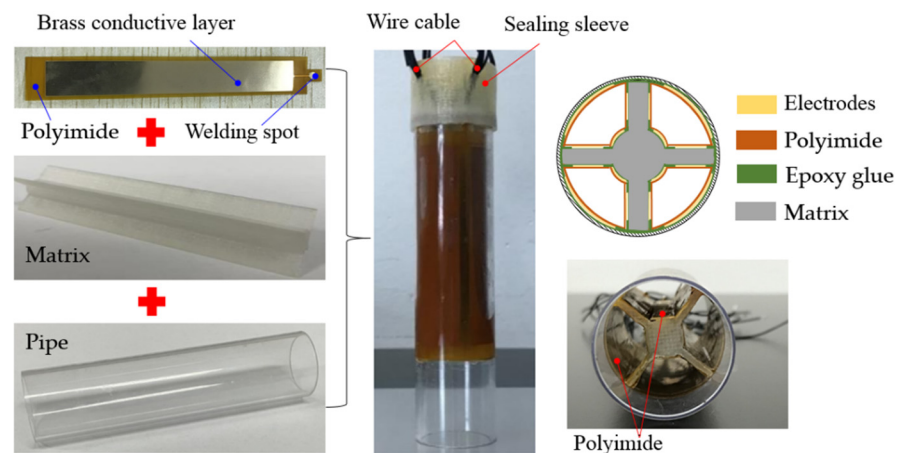 Brass conductive layer
Polyimide
Welding spot
Matrix
Pipe
Wire cable
Sealing sleeve
Electrodes
Polyimide
Epoxy glue
Matrix
Polyimide